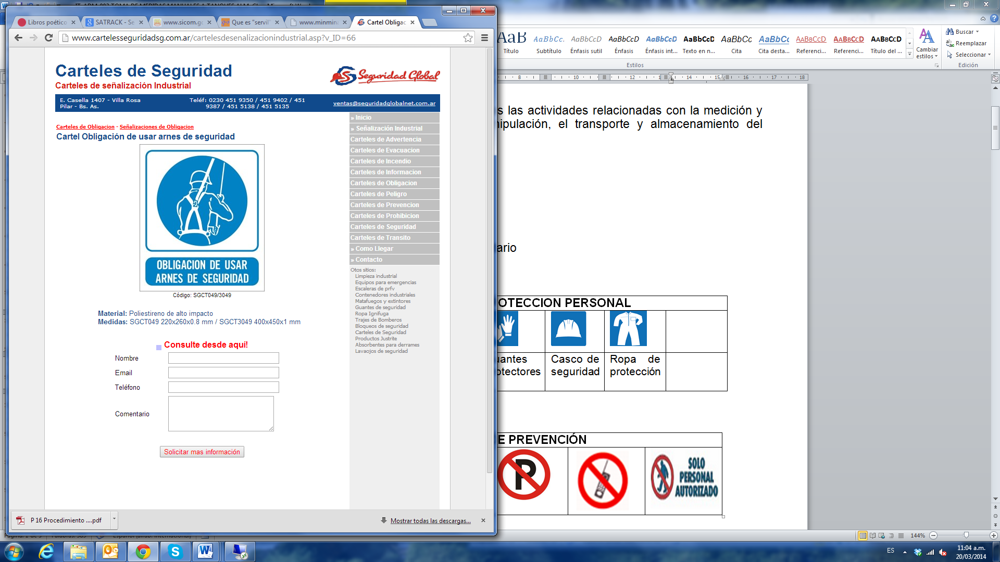 Libros poético
SATRACK - Se
www.sicom.go
Que es "servil"
www.minmina
Cartel Obligac
www.cartelesseguridadsg.com.ar/cartelesdesenalizacionindustrial.asp?v_ID=66
Carteles de Seguridad
Carteles de señalización Industrial
Seguridad Global
E. Casella 1407 - Villa Rosa
Pilar - Bs. As.
Teléf: 0230 451 9350 / 451 9402 / 451
9387 / 451 5138 / 451 5135
ventas@seguridadglobalnet.com.ar
Carteles de Obligacion - Señalizaciones de Obligacion
Cartel Obligación de usar arnes de seguridad
OBLIGACION DE USAR
ARNES DE SEGURIDAD
Código: SGCT049/3049
Material: Poliestireno de alto impacto
Medidas: SGCT049 220x260x0.8 mm / SGCT3049 400x450x1 mm
Consulte desde aquí!
Nombre
Email
Teléfono
Comentario
Solicitar mas información
» Inicio
» Señalización Industrial
Carteles de Advertencia
Carteles de Evacuacion
Carteles de Incendio
Carteles de Informacion
Carteles de Obligacion
Carteles de Peligro
Carteles de Prevencion
Carteles de Prohibicion
Carteles de Seguridad
Carteles de Transito
» Como Llegar
» Contacto
Otos sitios:
Limpieza industrial
Equipos para emergencias
Escaleras de prfv
Contenedores industriales
Matafuegos y extintores
Guantes de seguridad
Ropa Ignifuga
Trajes de Bomberos
Bloqueos de seguridad
Carteles de Seguridad
Productos Justrite
Absorbentes para derrames
Lavaojos de seguridad
P 16 Procedimiento ....pdf
Mostrar todas las descargas...
AaB
AaBbCc.
AaBbCcD
AaBbCcD
AaBbCcD
AaBbCcD
AaBbCc
AaBbCc
AaBbCcD
AaBbCcD
AaBbCcD
Título
Subtítulo
Énfasis sutil
Énfasis
Énfasis int...
Texto en n...
Cita
Cita desta...
Referenci...
Referenci...
Título del ...
Cambiar
estilos
Estilos
Buscar
Reemplazar
Seleccionar
Edición
8 10 12 14 15 16 17 18
s las actividades relacionadas con la medición y
nipulación, el transporte y almacenamiento del
ario
OTECCION PERSONAL
uantes
otectores
Casco de
seguridad
Ropa de
protección
E PREVENCIÓN
P
SOLO
PERSONAL
AUTORIZADO
144%
ES
11:04 a.m.
20/03/2014